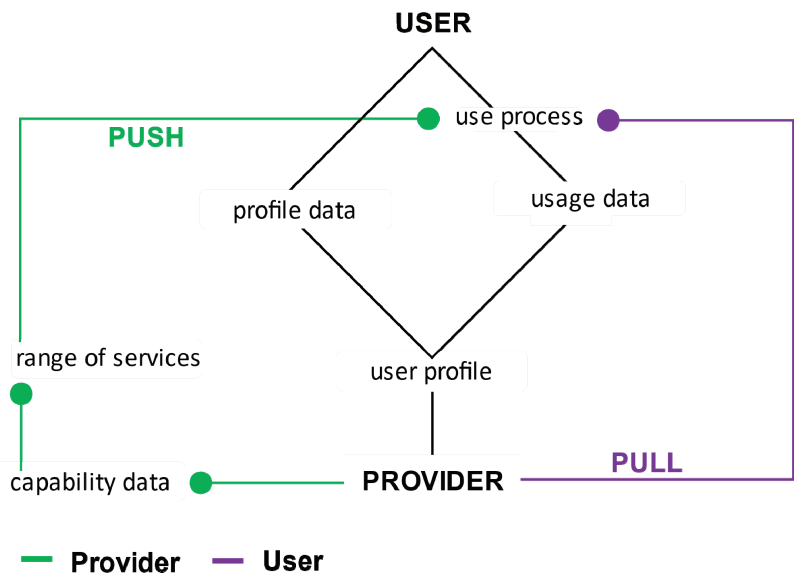 USER
use process
PUSH
usage data
profile data
range of services
user profile
PULL
capability data
PROVIDER
Provider
User